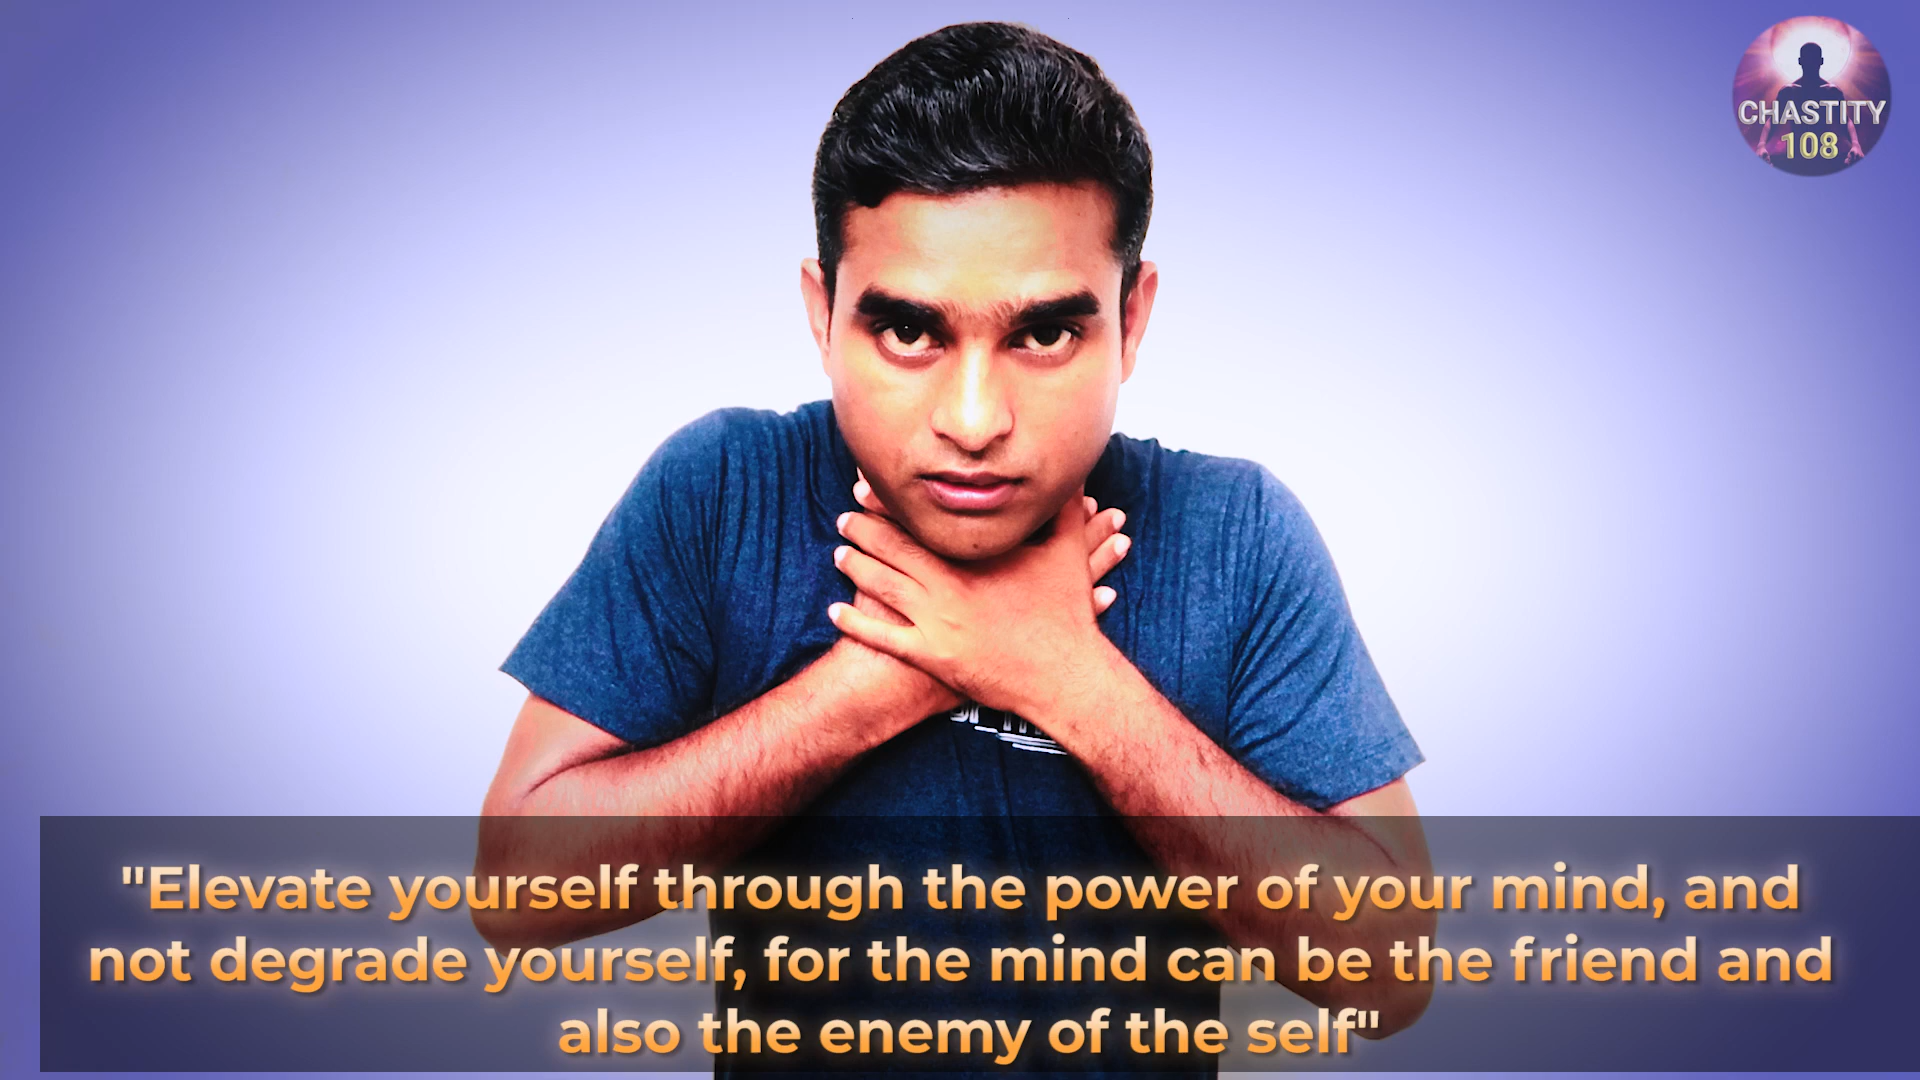 CHASTITY
108
"Elevate yourself through the power of your mind, and
not degrade yourself, for the mind can be the friend and
also the enemy of the self"